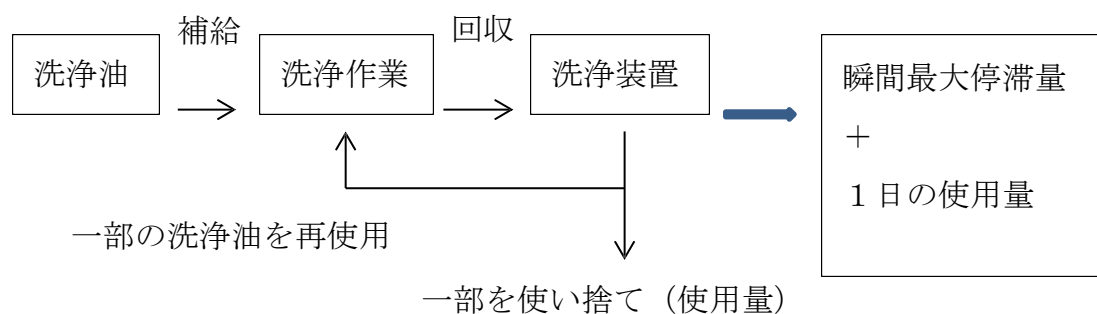 補給
回収
洗浄油
洗浄作業
洗浄装置
瞬間最大停滞量
+
1日の使用量
一部の洗浄油を再使用
一部を使い捨て(使用量)